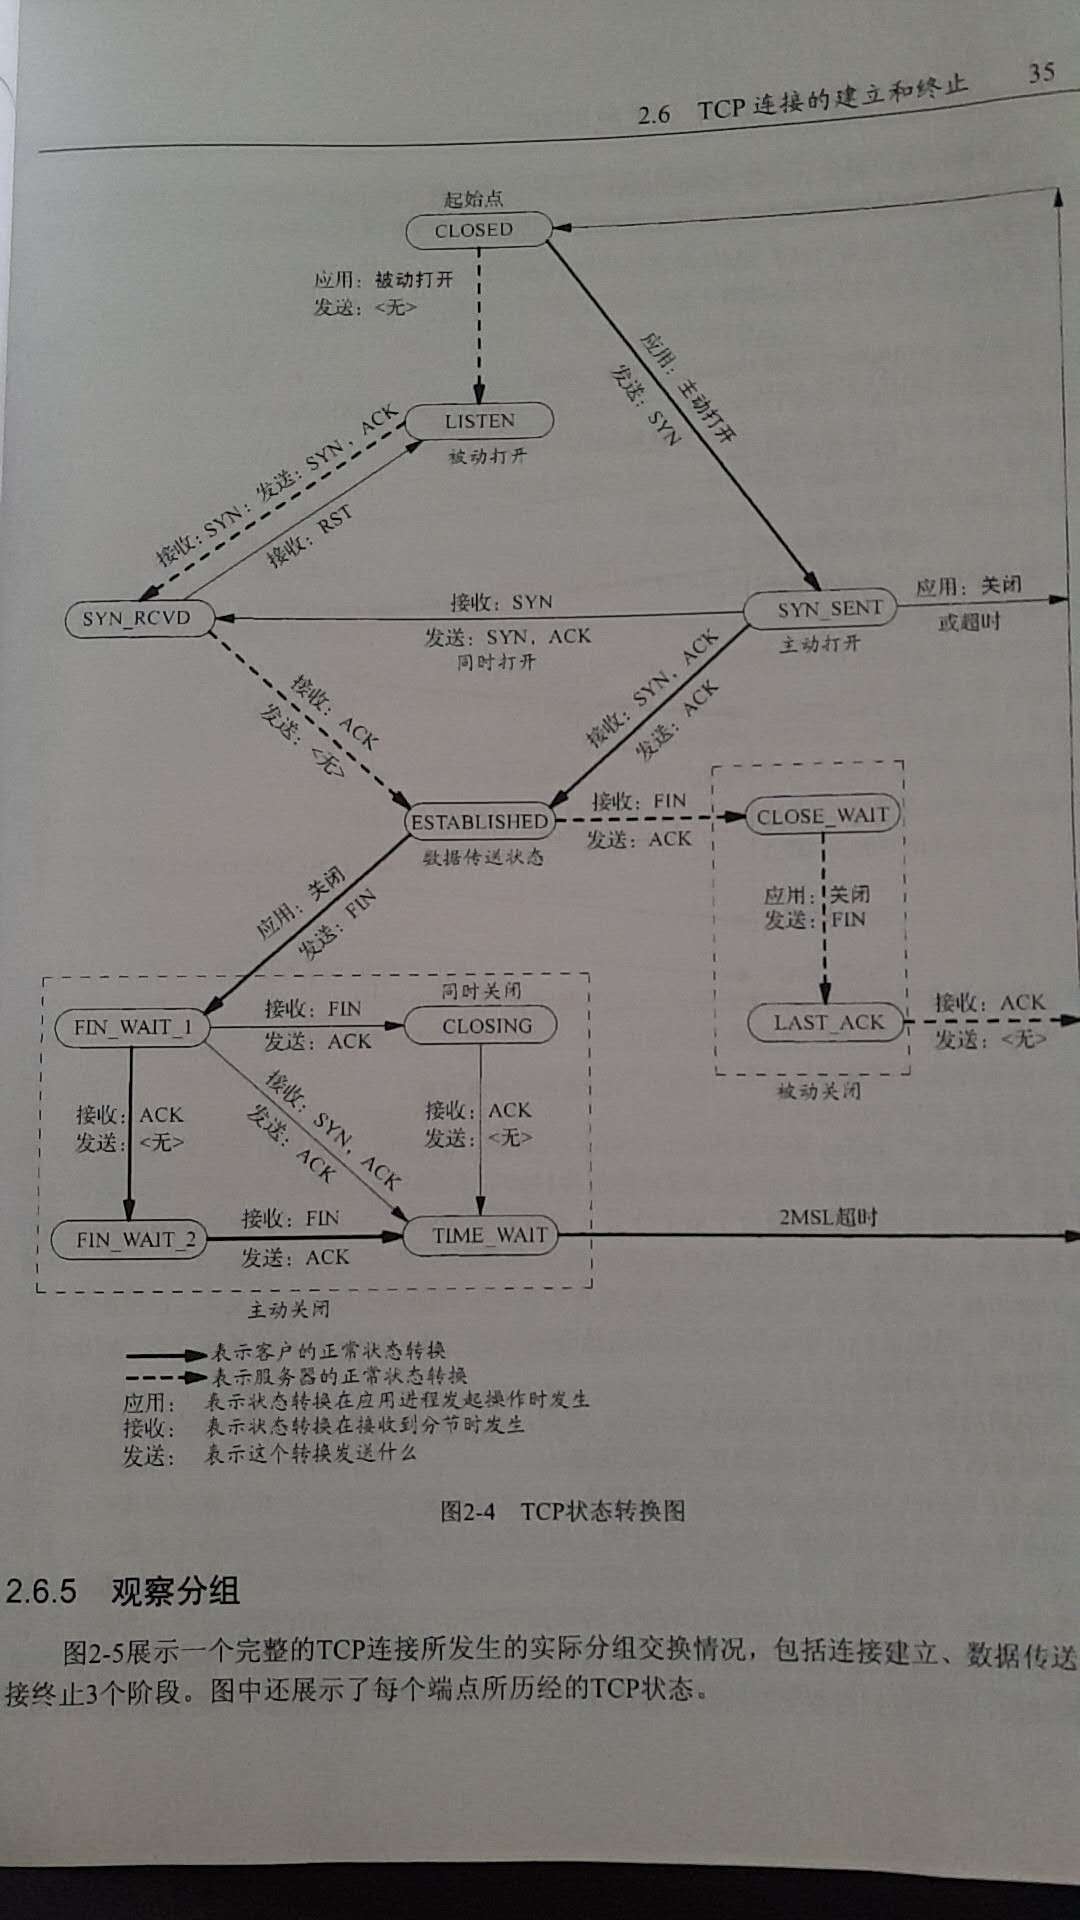 2.6 TCP 连接的建立和终止 35
起始点
CLOSED
应用：被动打开
发送：<无>
应用：主动打开
发送：SYN
LISTEN
被动打开
接收：SYN；发送：SYN，ACK
接收：RST
SYN_RCVD
接收：SYN
发送：SYN，ACK
同时打开
SYN_SENT
主动打开
应用：关闭
或超时
接收：ACK
发送：<无>
接收：SYN，ACK
发送：ACK
ESTABLISHED
数据传送状态
接收：FIN
发送：ACK
CLOSE_WAIT
应用：关闭
发送：FIN
应用：关闭
发送：FIN
LAST_ACK
接收：ACK
发送：<无>
被动关闭
同时关闭
FIN_WAIT_1
接收：FIN
发送：ACK
CLOSING
接收：ACK
发送：<无>
接收：SYN，ACK
发送：ACK
接收：ACK
发送：<无>
FIN_WAIT_2
接收：FIN
发送：ACK
TIME_WAIT
2MSL超时
主动关闭
表示客户的正常状态转换
表示服务器的正常状态转换
应用： 表示状态转换在应用进程发起操作时发生
接收： 表示状态转换在接收到分节时发生
发送： 表示这个转换发送什么
图2-4 TCP状态转换图
2.6.5 观察分组
图2-5展示一个完整的TCP连接所发生的实际分组交换情况，包括连接建立、数据传送
接终止3个阶段。图中还展示了每个端点所历经的TCP状态。